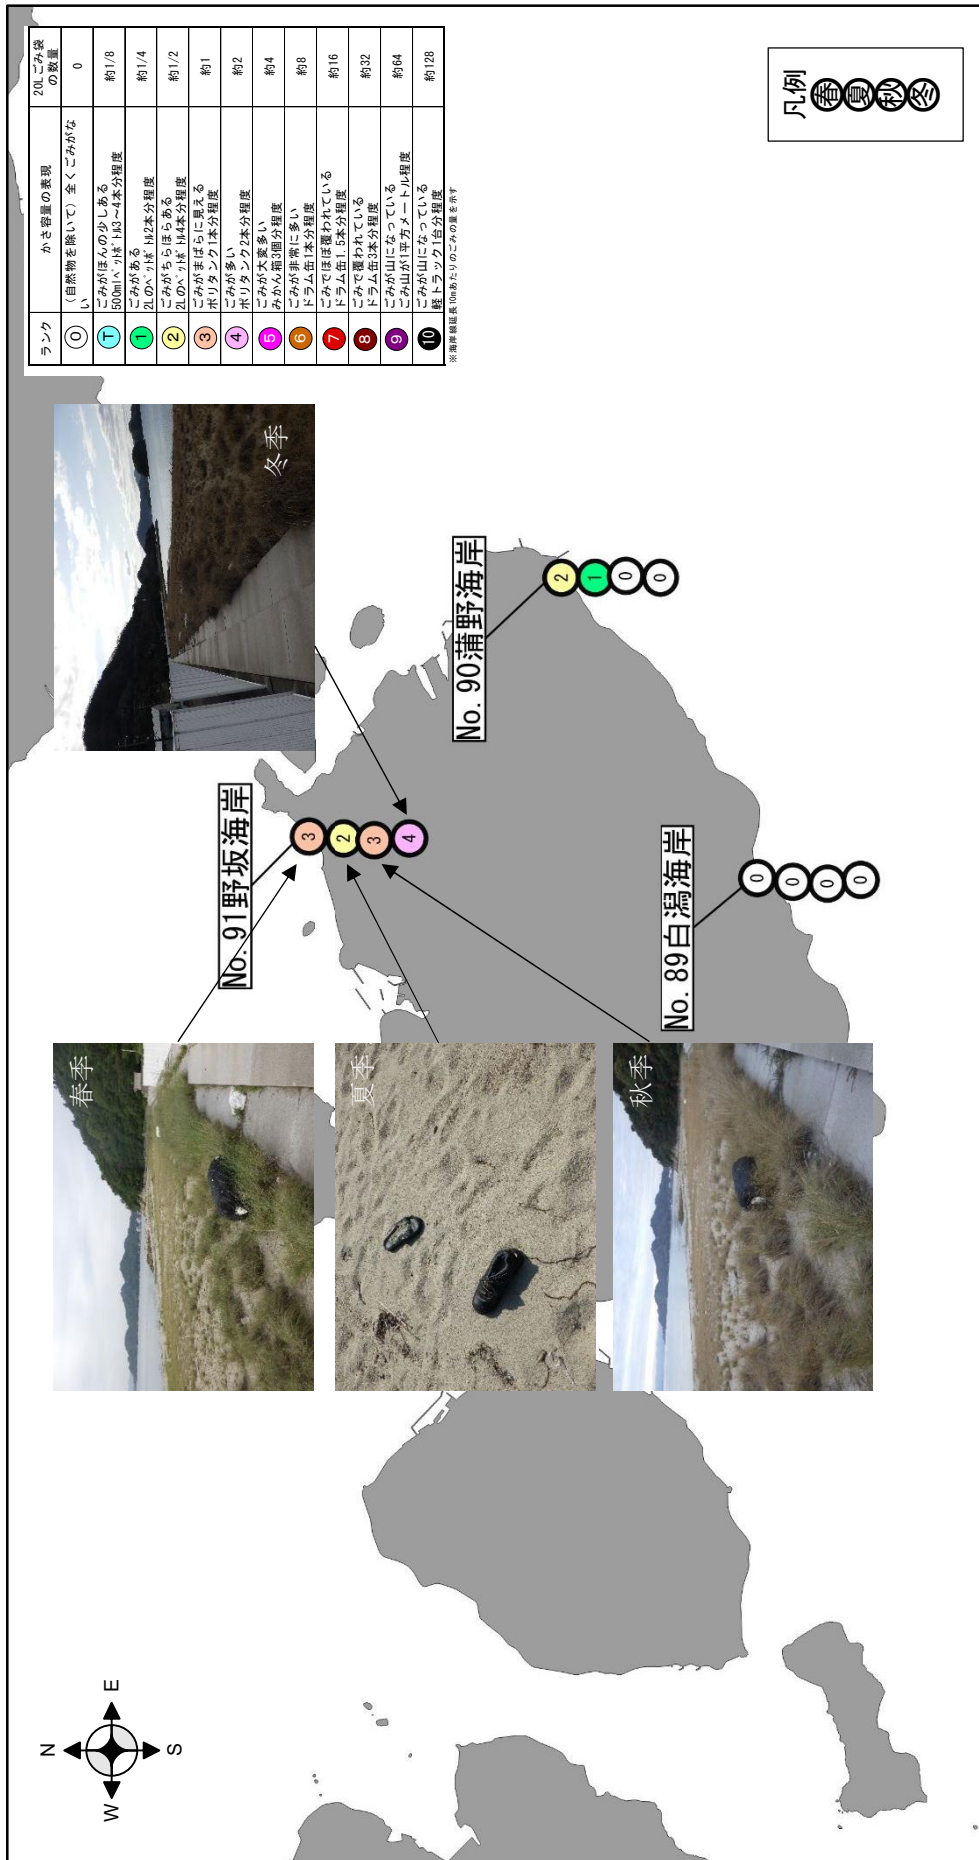 N
W
E
S
春季
夏季
秋季
冬季
No. 91野坂海岸
3
2
3
4
No. 90蒲野海岸
2
1
0
0
No. 89白潟海岸
0
0
0
0
ランク かさ容量の表現 20Lごみ袋の数量
0 (自然物を除いて) 全くごみがない 0
T ごみがほんの少しある 約1/8
500mlペットボトル3~4本分程度
1 ごみがある 約1/4
2Lのペットボトル2本分程度
2 ごみがちらほらある 約1/2
2Lのペットボトル4本分程度
3 ごみがまばらに見える 約1
ポリタンク1本分程度
4 ごみが多い 約2
ポリタンク2本分程度
5 ごみが大変多い 約4
みかん箱3個分程度
6 ごみが非常に多い 約8
ドラム缶1本分程度
7 ごみでほぼ覆われている 約16
ドラム缶1.5本分程度
8 ごみで覆われている 約32
ドラム缶3本分程度
9 ごみが山になっている 約64
ごみ山が1平方メートル程度
10 ごみが山になっている 約128
軽トラック1台分程度
※海岸線延長10mあたりのごみの量を示す
凡例
春
夏
秋
冬